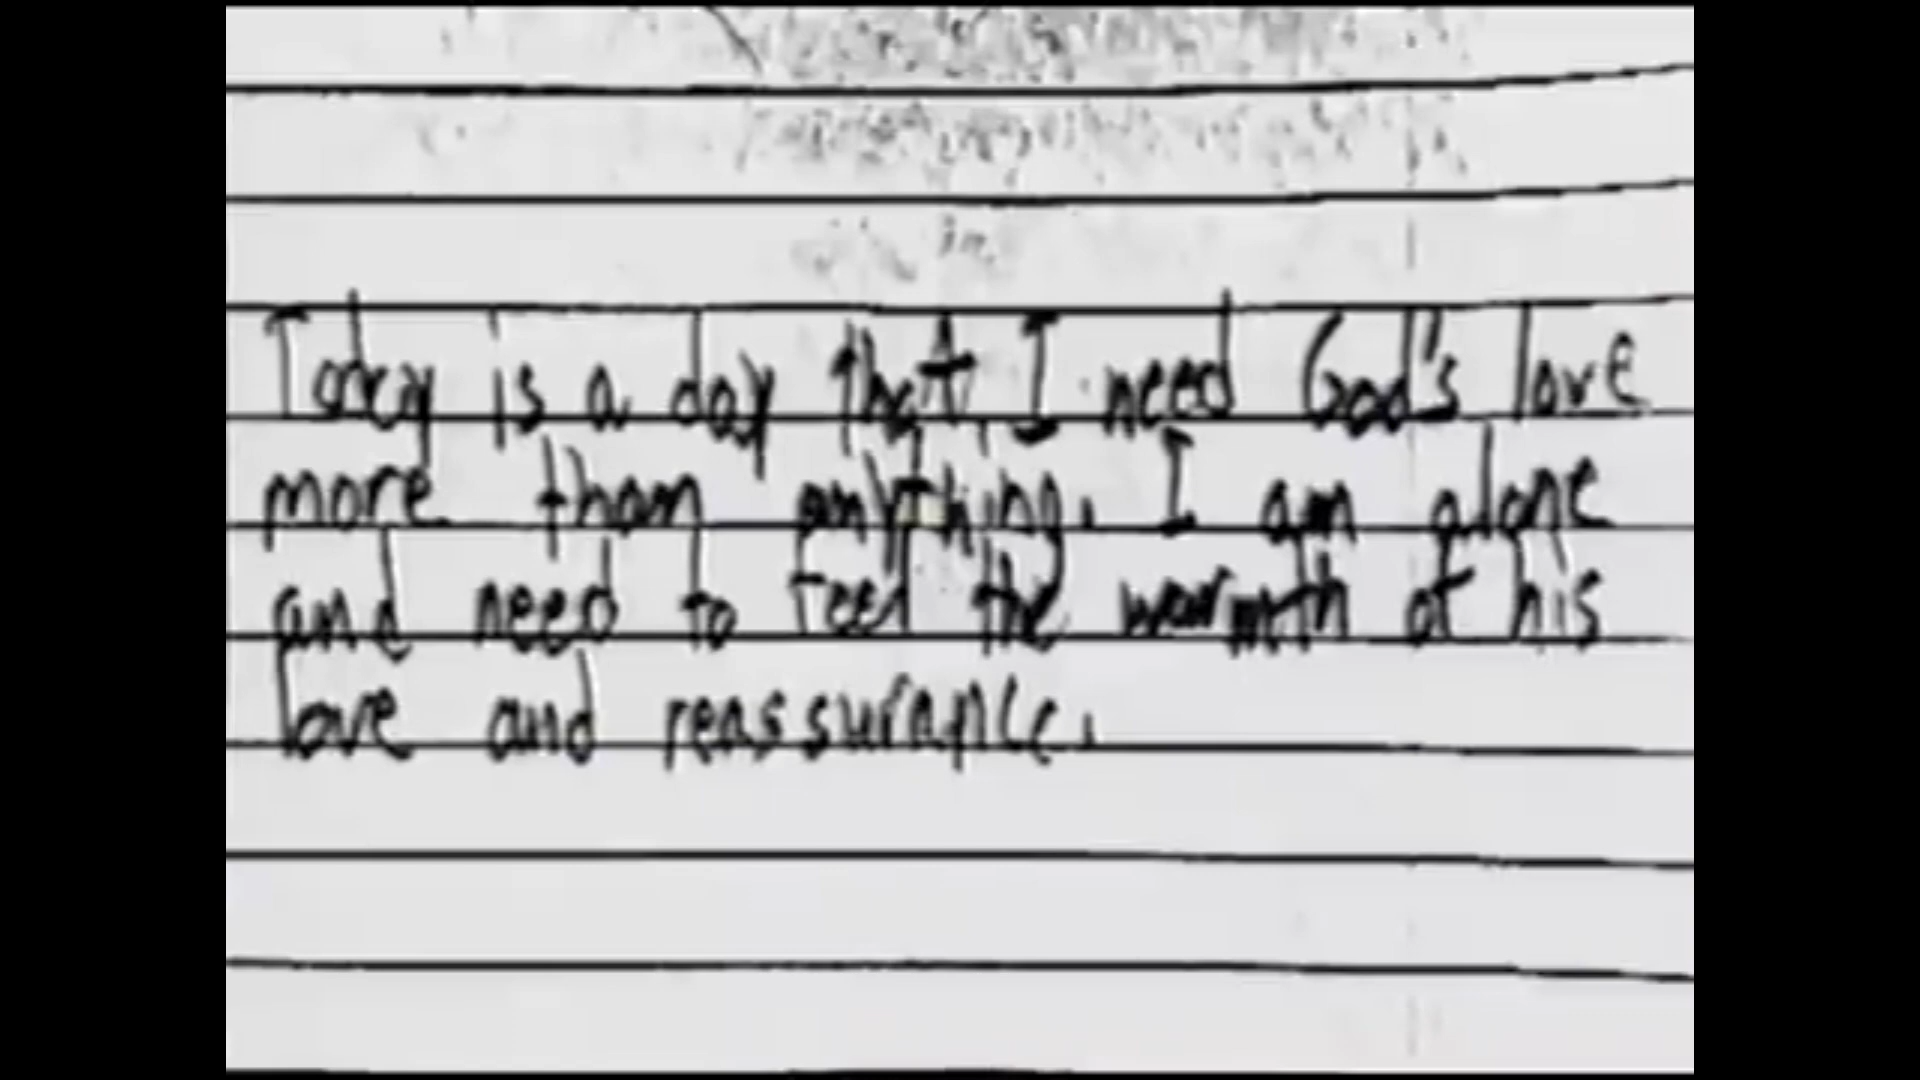 Today is a day that I need God's love
more than anything. I am alone
and need to feel the warmth of his
love and reassurance.